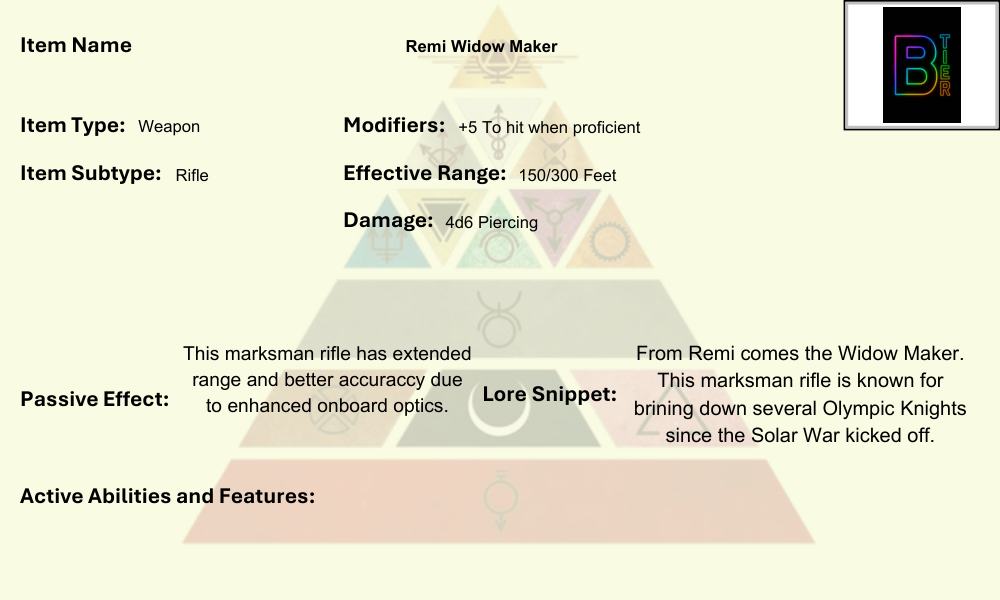 Item Name
Remi Widow Maker
B TIER
Item Type: Weapon
Modifiers: +5 To hit when proficient
Item Subtype: Rifle
Effective Range: 150/300 Feet
Damage: 4d6 Piercing
Passive Effect:
This marksman rifle has extended
range and better accuraccy due
to enhanced onboard optics.
Lore Snippet:
From Remi comes the Widow Maker.
This marksman rifle is known for
brining down several Olympic Knights
since the Solar War kicked off.
Active Abilities and Features: